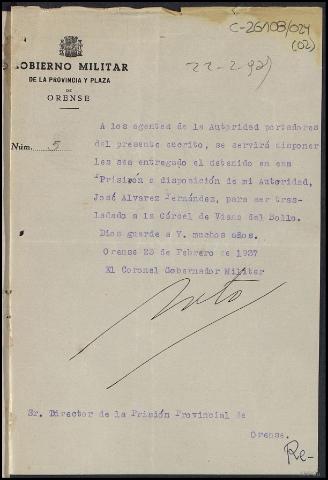 C-26108/024
(02)
GOBIERNO MILITAR
DE LA PROVINCIA Y PLAZA
DE
ORENSE
22-2-937
A los agentes de la Autoridad portadores
Núm. 5
del presente escrito, se servirá disponer
les sea entregado el detenido en esa
Prisión a disposición de mi Autoridad,
José Alvarez Fernández, para ser tras-
ladado a la Cárcel de Viana del Bollo.
Dios guarde a V. muchos años.
Orense 23 de Febrero de 1937
El Coronel Gobernador Militar
Soto
Sr. Director de la Prisión Provincial de
Orense.
Re-